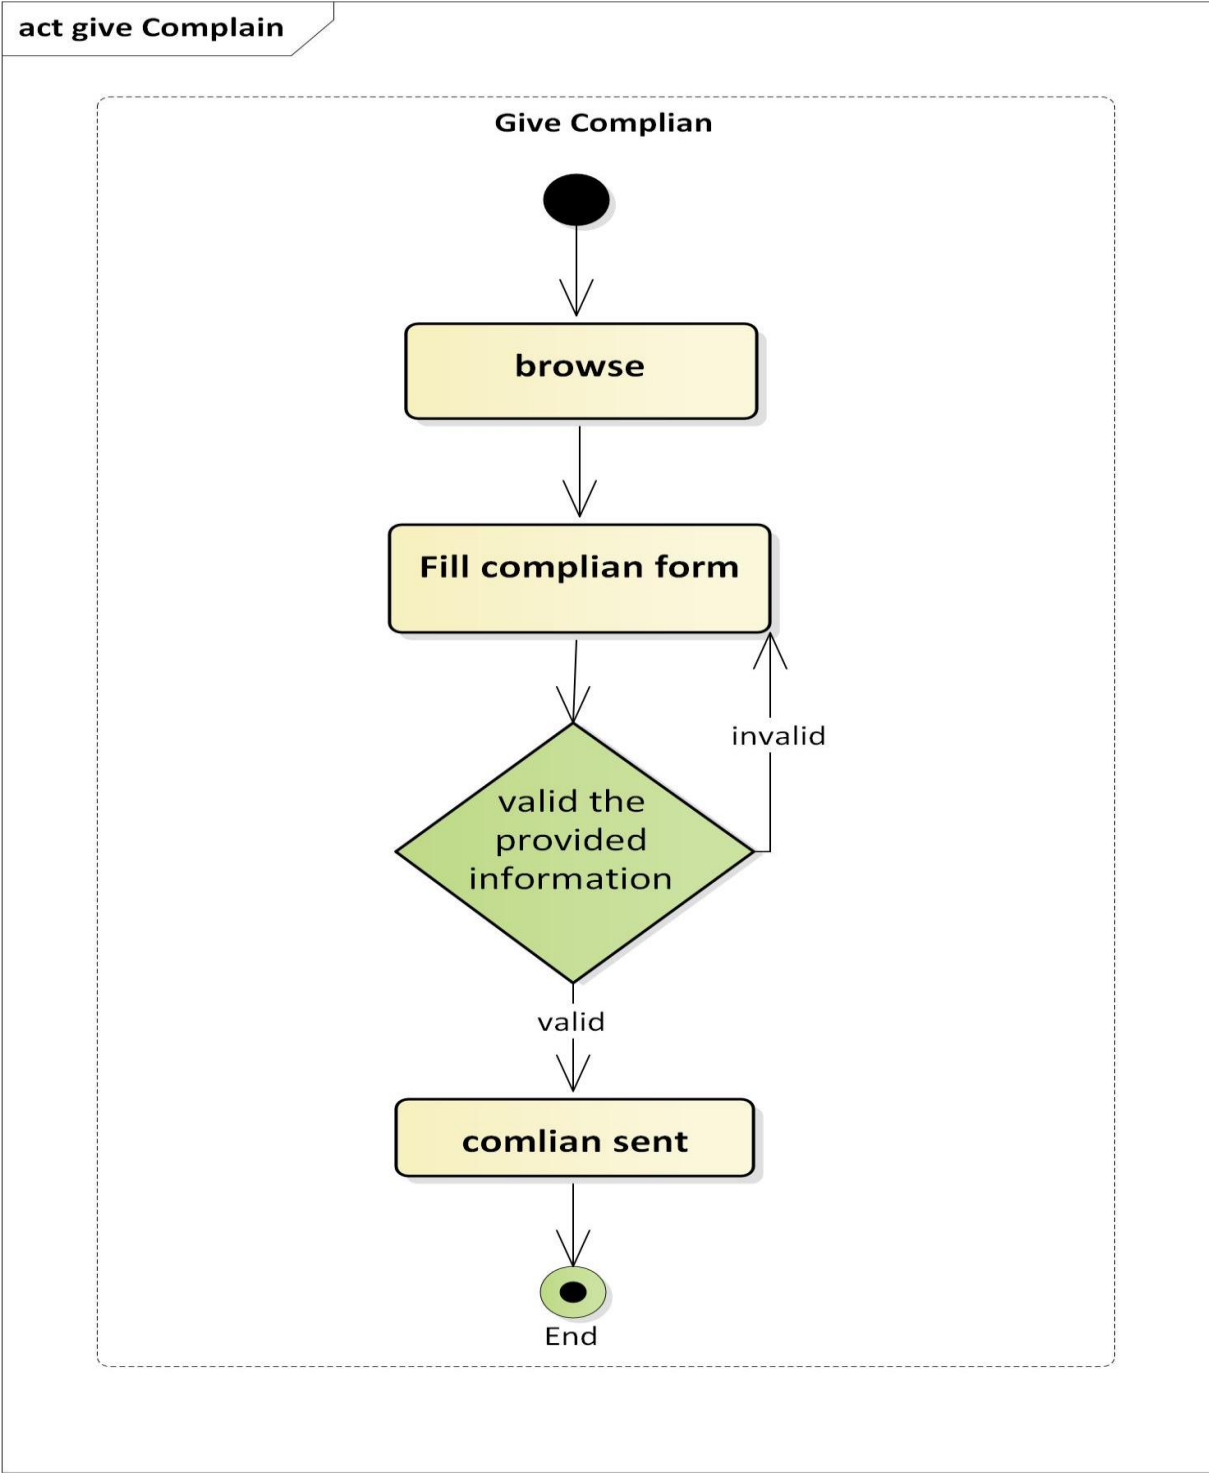 act give Complain
Give Complian
browse
Fill complian form
invalid
valid the
provided
information
valid
comlian sent
End